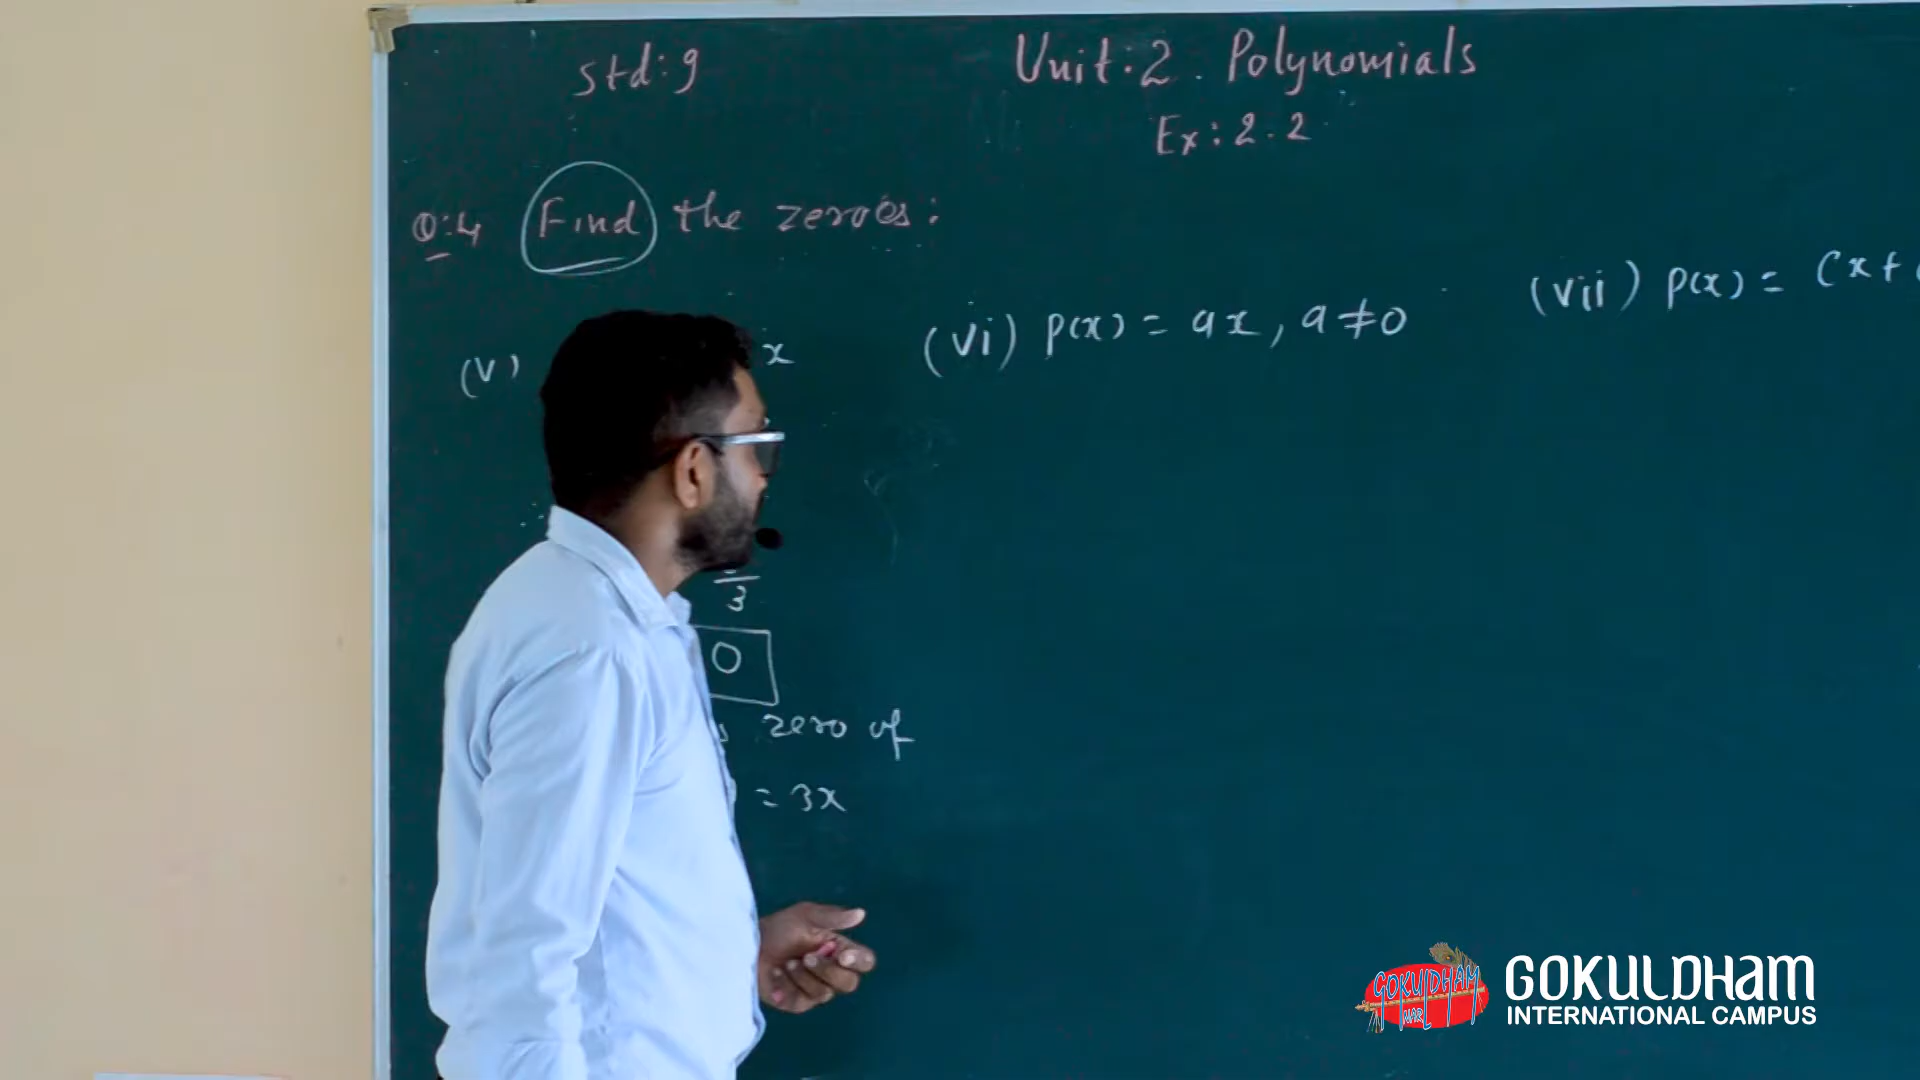 Std:9
Unit:2. Polynomials
Ex:2.2
Q:4 Find the zeroes:
(v) x
(vi) p(x) = ax, a≠0
(vii) p(x) = (x+
3
0
zero of
= 3x
GOKULDHAM
NAR
GOKULDHAM
INTERNATIONAL CAMPUS